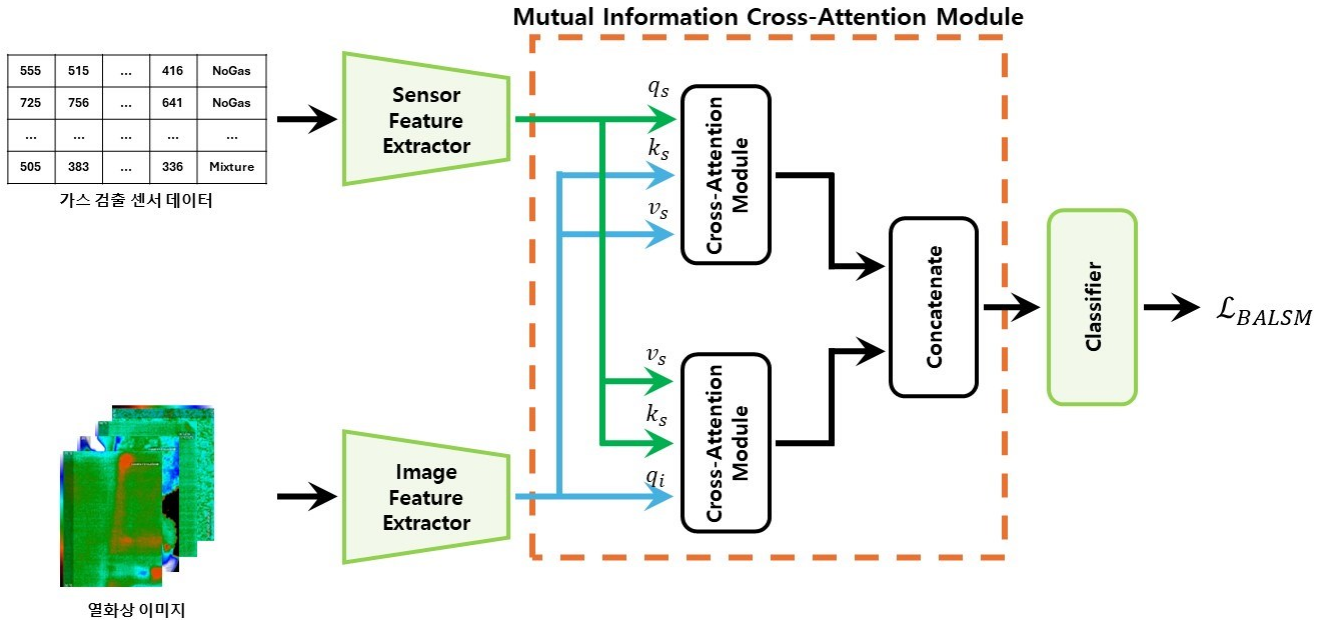 Mutual Information Cross-Attention Module
555 515 ... 416 NoGas
725 756 ... 641 NoGas
... ... ... ... ...
505 383 ... 336 Mixture
가스 검출 센서 데이터
Sensor
Feature
Extractor
q_s
k_s
v_s
Cross-Attention
Module
v_s
k_s
q_i
Cross-Attention
Module
Concatenate
Classifier
ℒ_BALSM
Image
Feature
Extractor
열화상 이미지